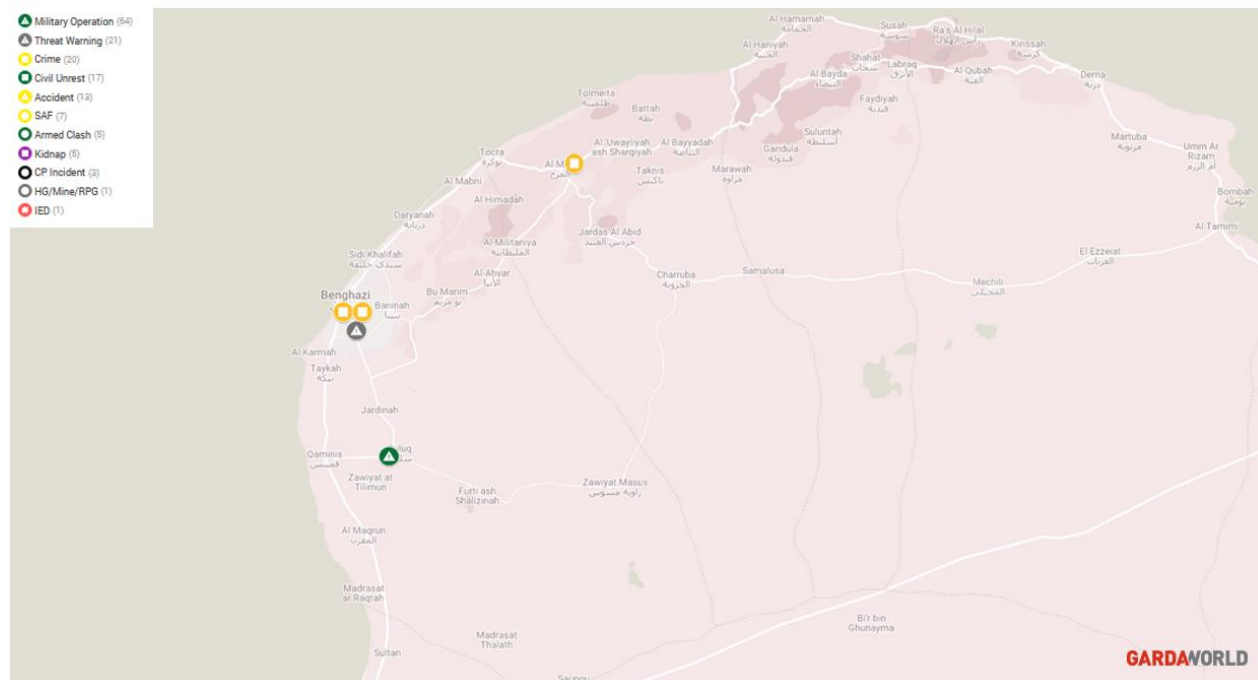 Military Operation (64)
Threat Warning (21)
Crime (20)
Civil Unrest (17)
Accident (13)
SAF (7)
Armed Clash (5)
Kidnap (5)
CP Incident (3)
HG/Mine/RPG (1)
IED (1)
Al Hamamah
الحمامة
Susah
سوسة
Ra's Al Hilal
رأس الهلال
Kirissah
كرسة
Al Haniyah
الحنية
Shahat
شحات
Labraq
الأبرق
Al Bayda
البيضاء
Al Qubah
القبة
Derna
درنة
Tolmeita
طلميتة
Battah
بطة
Faydiyah
فيدية
Al 'Uwayliyah
ash Sharqiyah
Al Bayyadah
البياضة
Suluntah
أسلنطة
Gandula
قندولة
Martuba
مرتوبة
Umm Ar
Rizam
أم الرزم
Tocra
توكرة
Al M
المرج
Taknis
تاكنس
Marawah
مراوة
Al Mabni
Al Himadah
Bombah
Daryanah
دريانة
Jardas Al Abid
جردس العبيد
Al Tamimi
Al-Militaniya
المليطانية
Sidi Khalifah
سيدي خليفة
El Ezzeiat
Al-Abyar
الأبيار
Charruba
الخروبة
Samalusa
Mechili
المخيلي
Benghazi
Bu Marim
بو مريم
Baninah
بنينا
Al Karmah
Taykah
تيكة
Jardinah
Qaminis
قمينس
Zawiyat at
Tilimun
Furti ash
Shalizinah
Zawiyat Masus
زاوية مسوس
Al Maqrun
المقرن
Madrasat
ar Raqtah
Bi'r bin
Ghunayma
Madrasat
Thalath
Sultan
GARDAWORLD